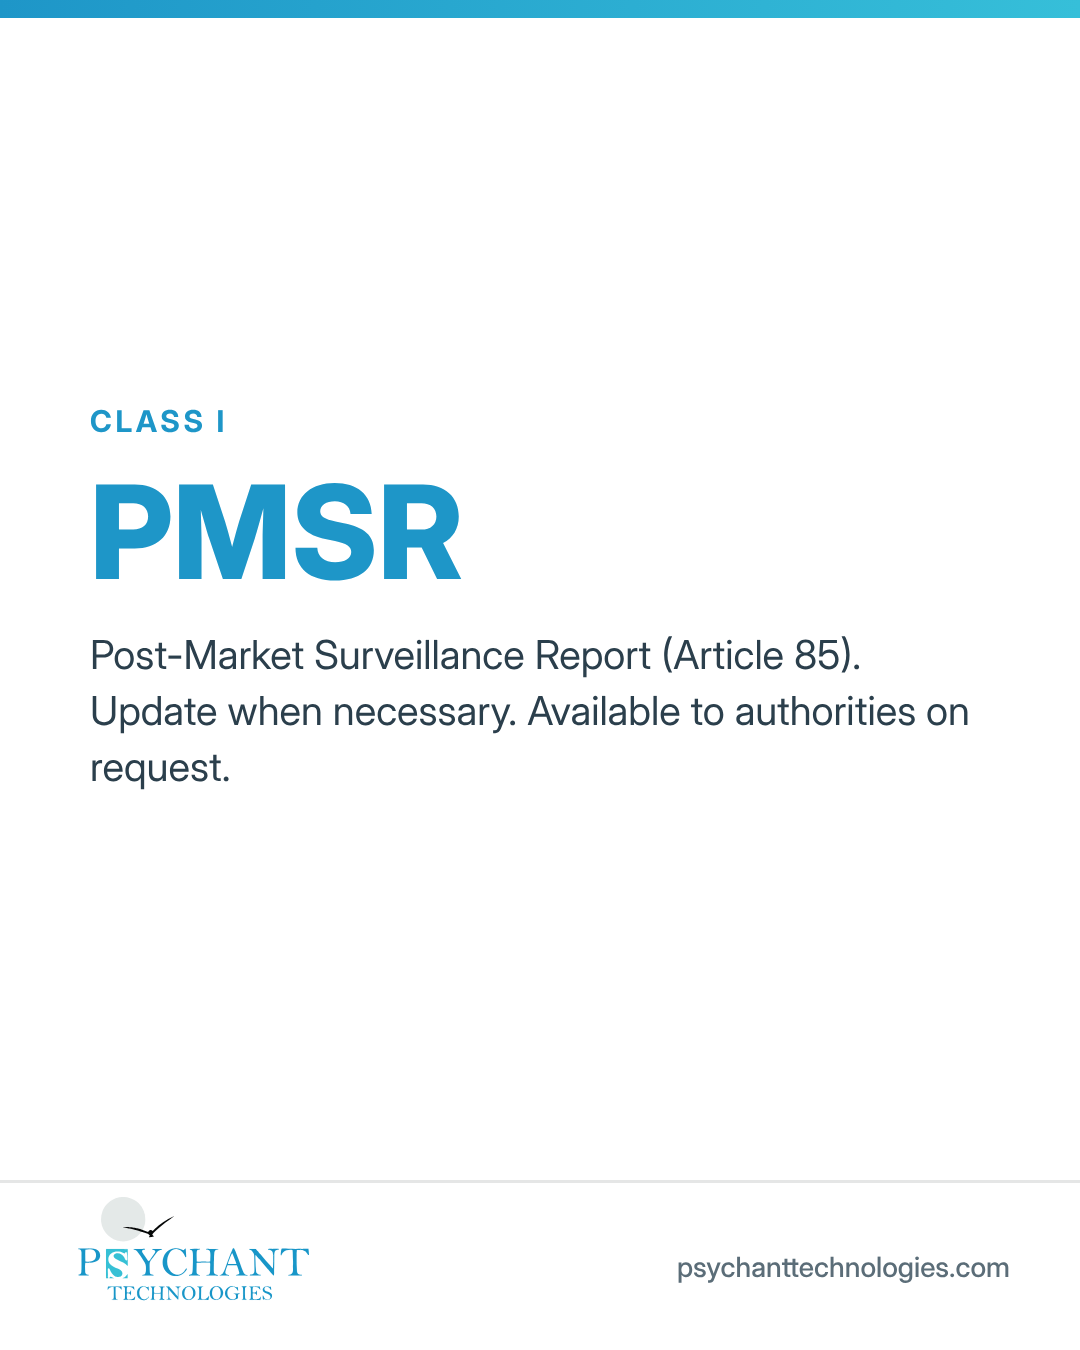 CLASS I
PMSR
Post-Market Surveillance Report (Article 85).
Update when necessary. Available to authorities on
request.
PSYCHANT
TECHNOLOGIES
psychanttechnologies.com